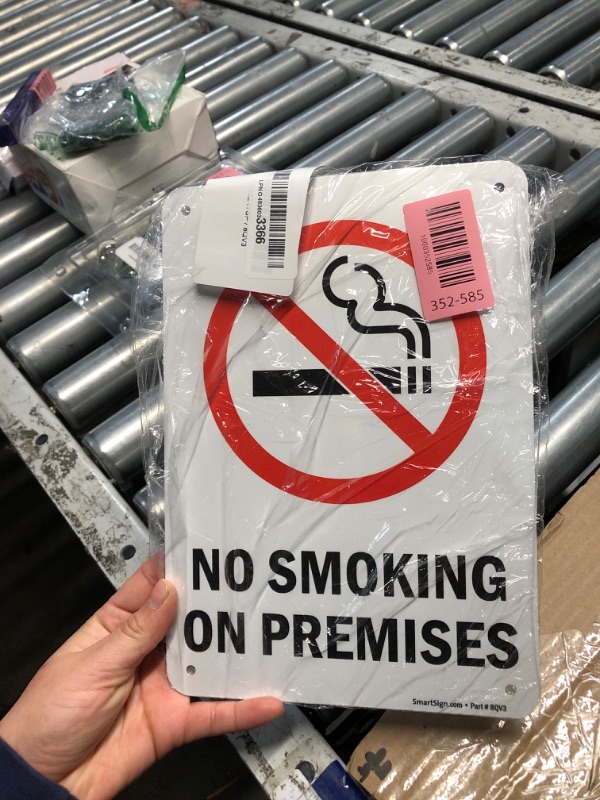 3366
352-585
NO SMOKING
ON PREMISES
SmartSign.com • Part # 8QV3